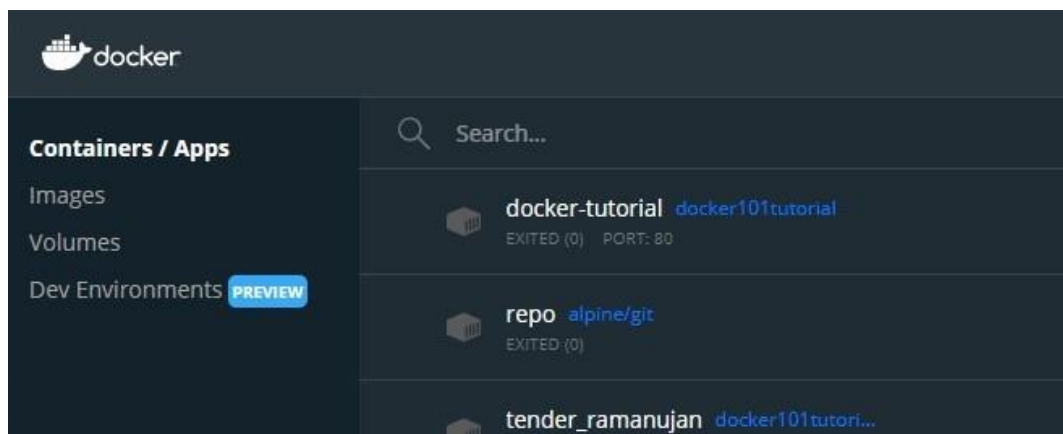 docker
Containers / Apps
Images
Volumes
Dev Environments PREVIEW
Search...
docker-tutorial docker101tutorial
EXITED (0) PORT: 80
repo alpine/git
EXITED (0)
tender_ramanujan docker101tutori...